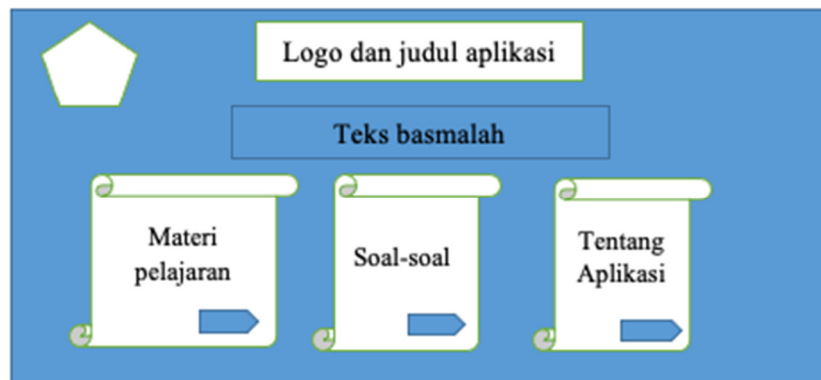 Logo dan judul aplikasi
Teks basmalah
Materi
pelajaran
Soal-soal
Tentang
Aplikasi